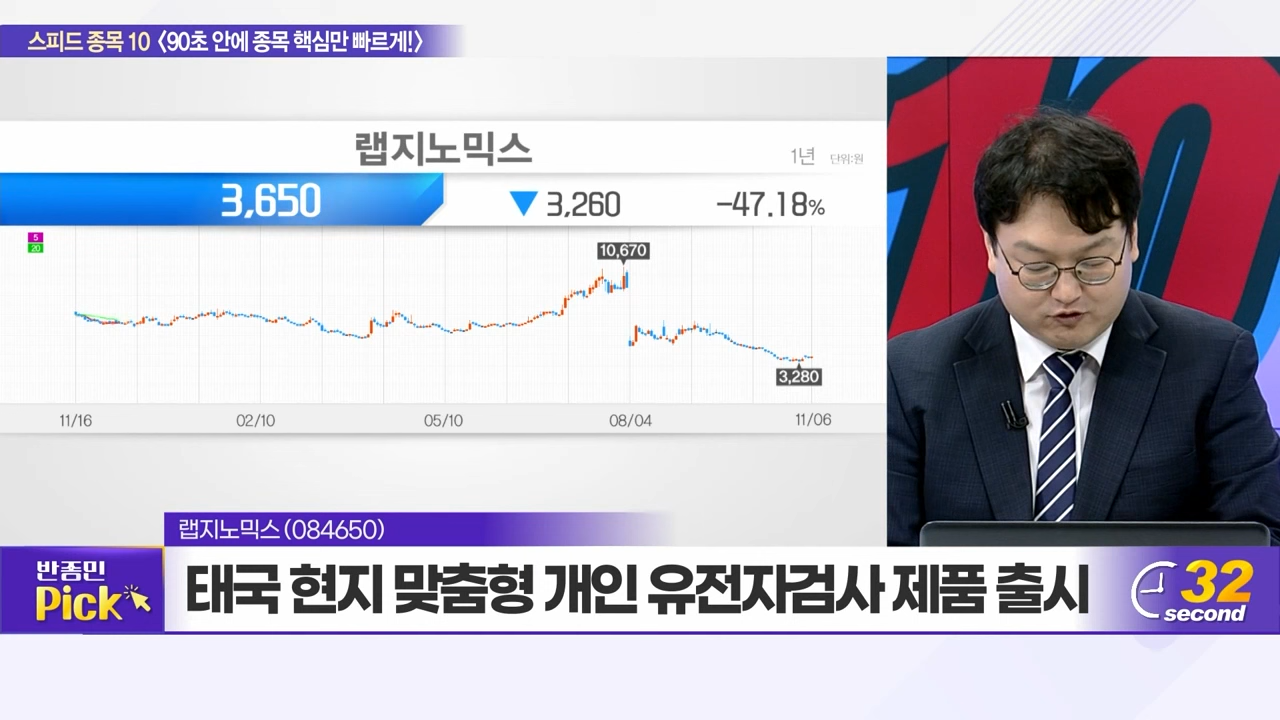 스피드 종목 10 〈90초 안에 종목 핵심만 빠르게!〉
랩지노믹스
1년 단위:원
3,650 ▼ 3,260 -47.18%
5
20
10,670
3,280
11/16 02/10 05/10 08/04 11/06
랩지노믹스(084650)
반종민
Pick
태국 현지 맞춤형 개인 유전자검사 제품 출시
32
second
10